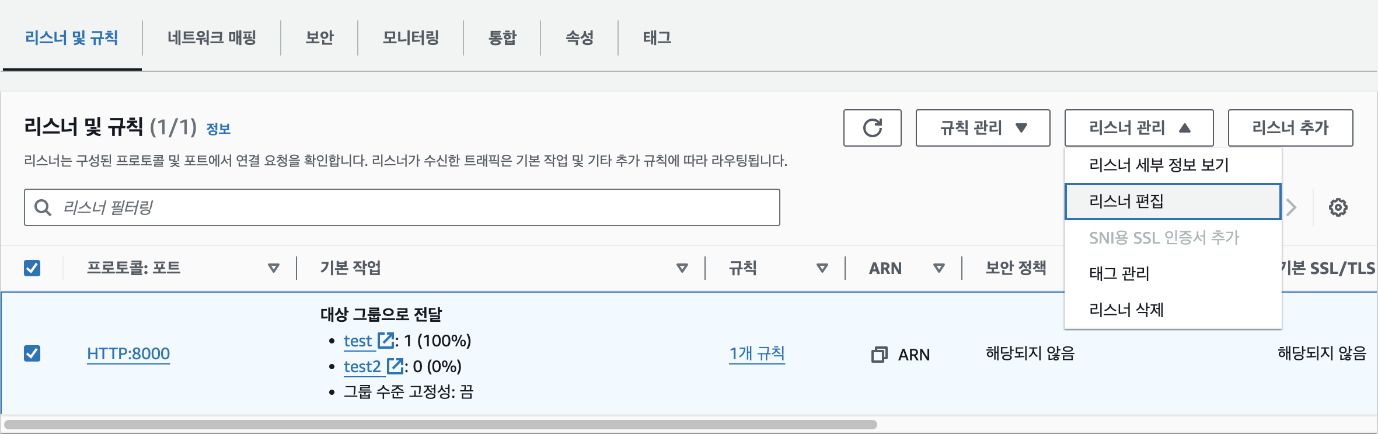 리스너 및 규칙 네트워크 매핑 보안 모니터링 통합 속성 태그
리스너 및 규칙 (1/1) 정보
규칙 관리 리스너 관리 리스너 추가
리스너는 구성된 프로토콜 및 포트에서 연결 요청을 확인합니다. 리스너가 수신한 트래픽은 기본 작업 및 기타 추가 규칙에 따라 라우팅됩니다.
리스너 필터링
리스너 세부 정보 보기
리스너 편집
SNI용 SSL 인증서 추가
태그 관리
리스너 삭제
프로토콜: 포트 기본 작업 규칙 ARN 보안 정책 기본 SSL/TLS
HTTP:8000
대상 그룹으로 전달
• test : 1 (100%)
• test2 : 0 (0%)
• 그룹 수준 고정성: 끔
1개 규칙
ARN
해당되지 않음
해당되지 않음